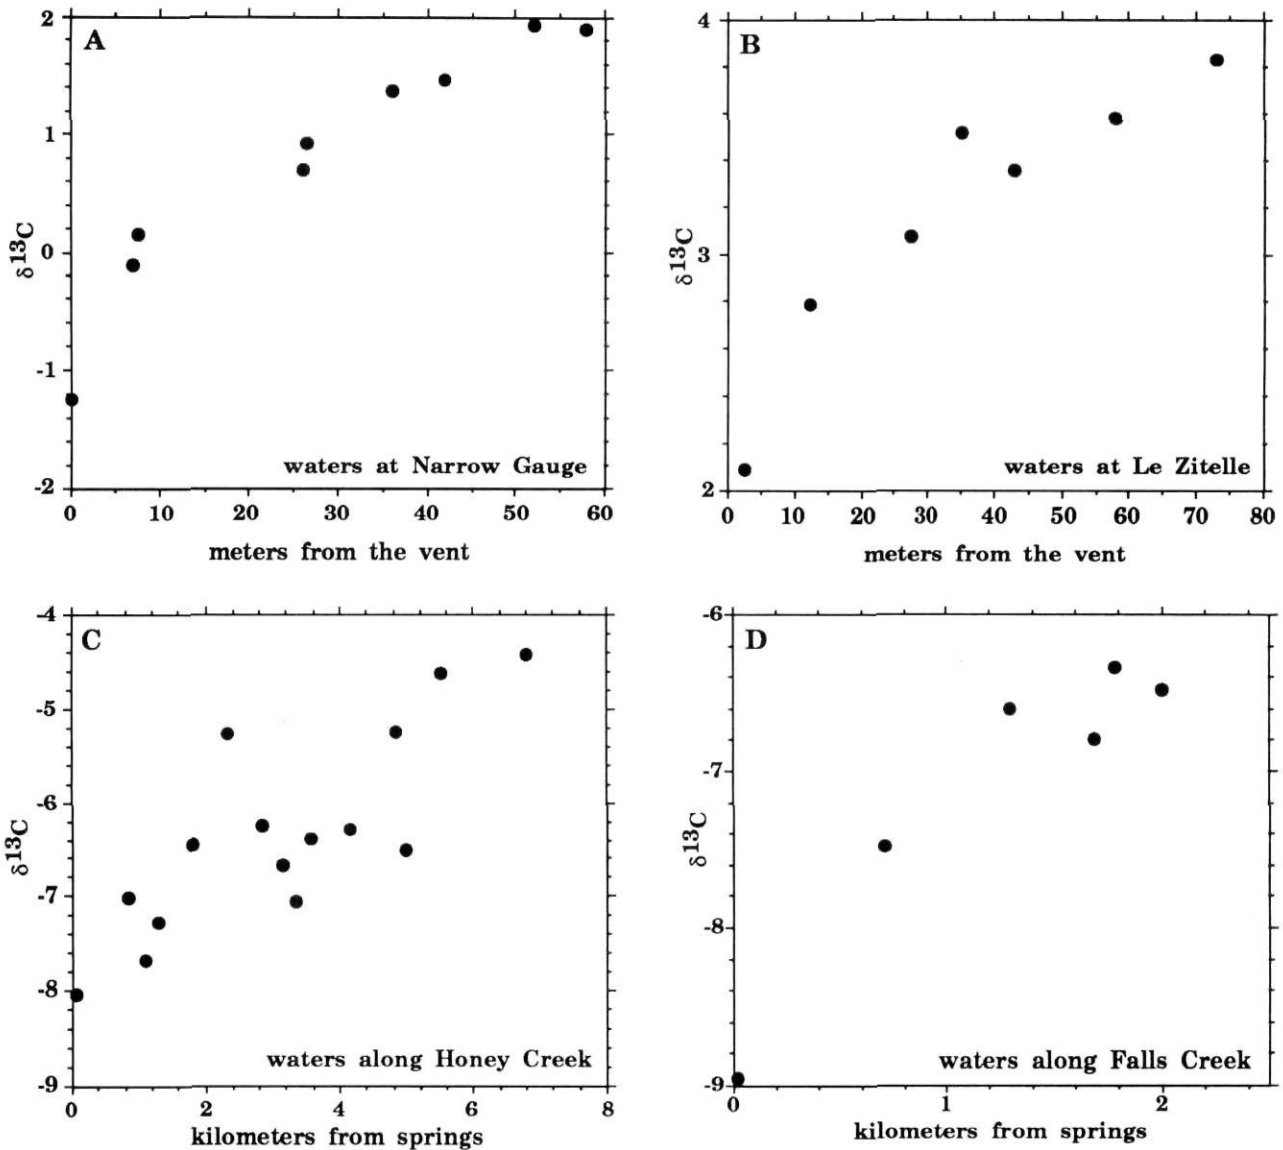 A
2
1
0
-1
-2
δ13C
waters at Narrow Gauge
0 10 20 30 40 50 60
meters from the vent
B
4
3
2
δ13C
waters at Le Zitelle
0 10 20 30 40 50 60 70 80
meters from the vent
C
-4
-5
-6
-7
-8
-9
δ13C
waters along Honey Creek
0 2 4 6 8
kilometers from springs
D
-6
-7
-8
-9
δ13C
waters along Falls Creek
0 1 2
kilometers from springs